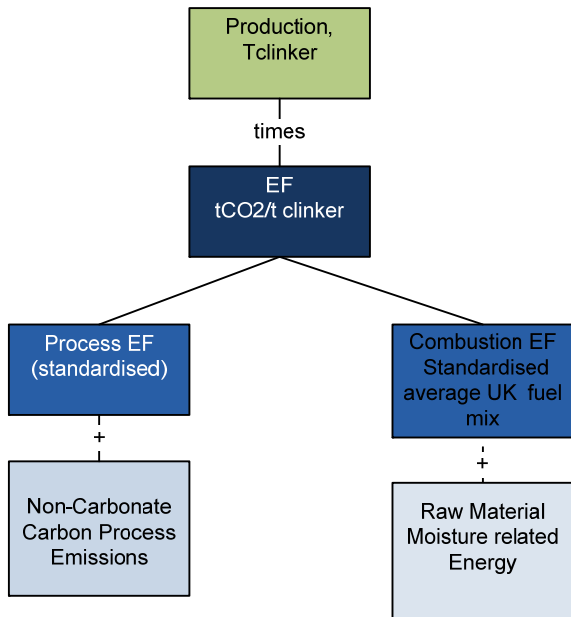 Production,
Tclinker
times
EF
tCO2/t clinker
Process EF
(standardised)
Combustion EF
Standardised
average UK fuel
mix
+
+
Non-Carbonate
Carbon Process
Emissions
Raw Material
Moisture related
Energy